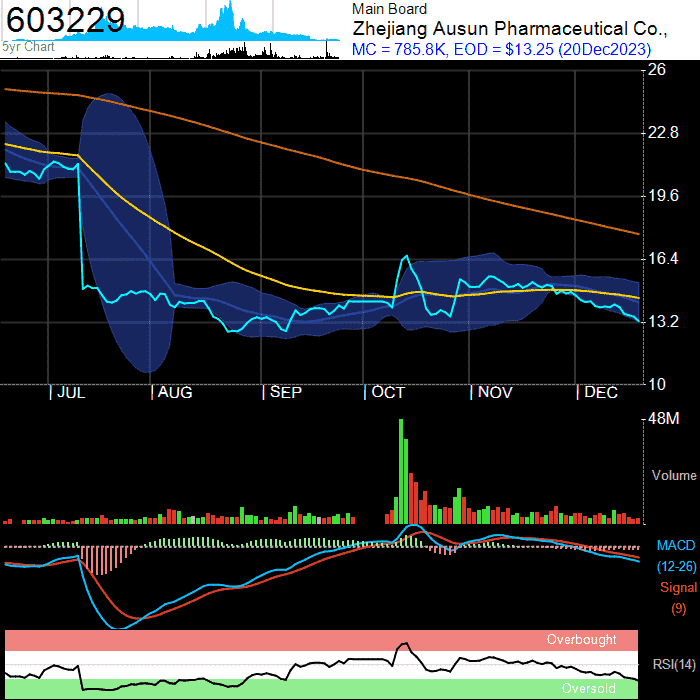 603229
5yr Chart
Main Board
Zhejiang Ausun Pharmaceutical Co.,
MC = 785.8K, EOD = $13.25 (20Dec2023)
26
22.8
19.6
16.4
13.2
10
| JUL | AUG | SEP | OCT | NOV | DEC
48M
Volume
MACD
(12-26)
Signal
(9)
Overbought
RSI(14)
Oversold